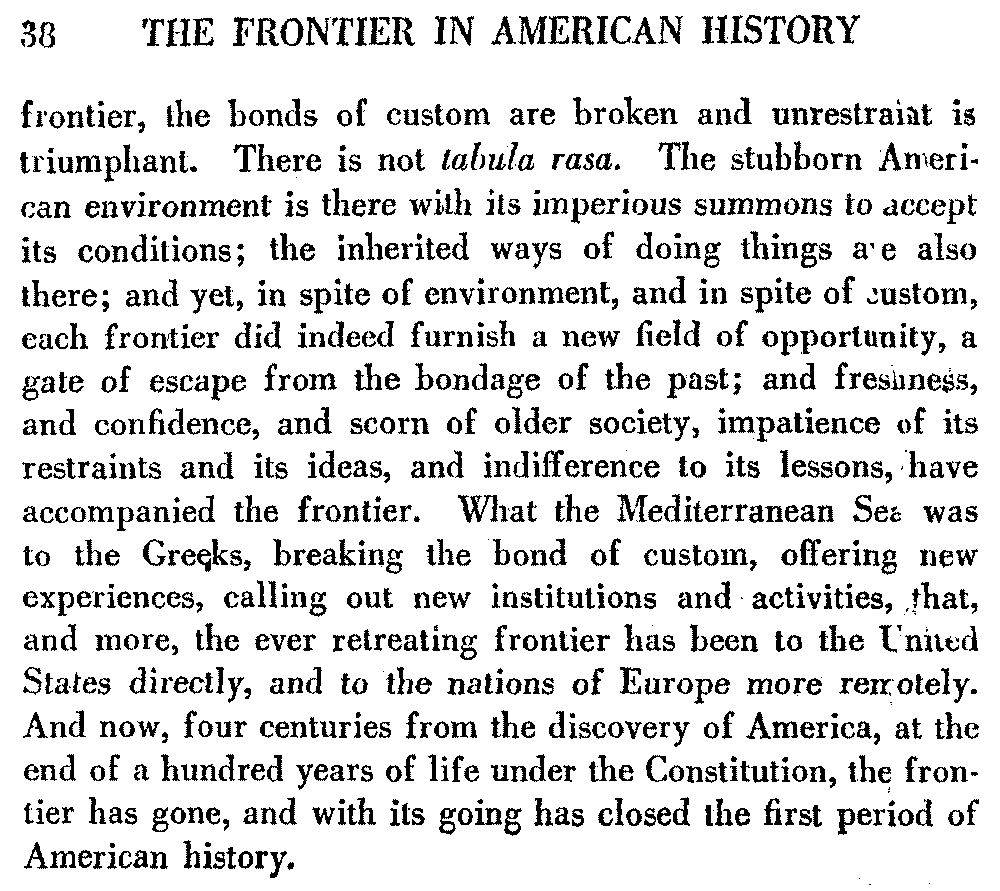 38 THE FRONTIER IN AMERICAN HISTORY
frontier, the bonds of custom are broken and unrestraint is
triumphant. There is not tabula rasa. The stubborn Ameri-
can environment is there with its imperious summons to accept
its conditions; the inherited ways of doing things are also
there; and yet, in spite of environment, and in spite of custom,
each frontier did indeed furnish a new field of opportunity, a
gate of escape from the bondage of the past; and freshness,
and confidence, and scorn of older society, impatience of its
restraints and its ideas, and indifference to its lessons, have
accompanied the frontier. What the Mediterranean Sea was
to the Greeks, breaking the bond of custom, offering new
experiences, calling out new institutions and activities, that,
and more, the ever retreating frontier has been to the United
States directly, and to the nations of Europe more remotely.
And now, four centuries from the discovery of America, at the
end of a hundred years of life under the Constitution, the fron-
tier has gone, and with its going has closed the first period of
American history.